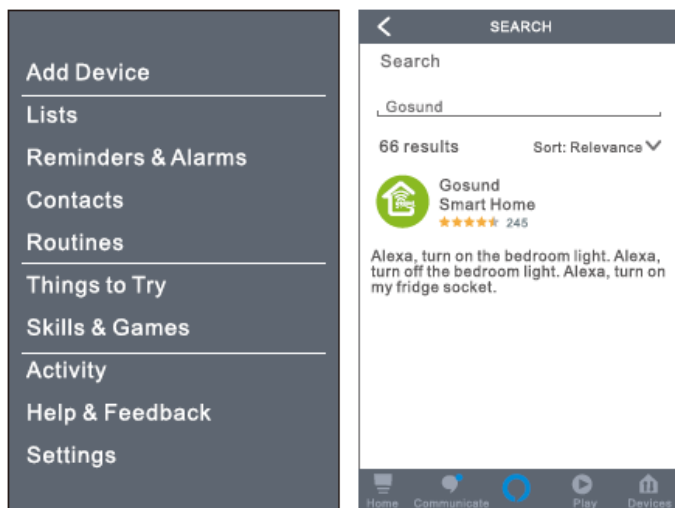 Add Device
Lists
Reminders & Alarms
Contacts
Routines
Things to Try
Skills & Games
Activity
Help & Feedback
Settings
SEARCH
Search
Gosund
66 results Sort: Relevance
Gosund
Smart Home
245
Alexa, turn on the bedroom light. Alexa,
turn off the bedroom light. Alexa, turn on
my fridge socket.
Home Communicate Play Devices